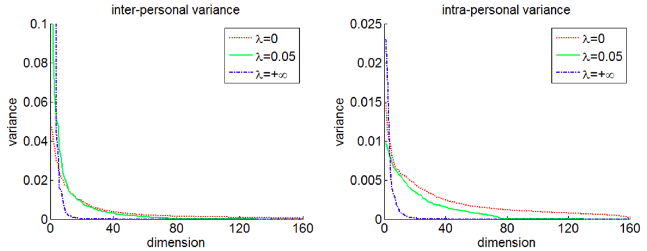 inter-personal variance
0.1
0.08
0.06
0.04
0.02
0
0
40
80
120
160
variance
dimension
λ=0
λ=0.05
λ=+∞
intra-personal variance
0.025
0.02
0.015
0.01
0.005
0
0
40
80
120
160
variance
dimension
λ=0
λ=0.05
λ=+∞